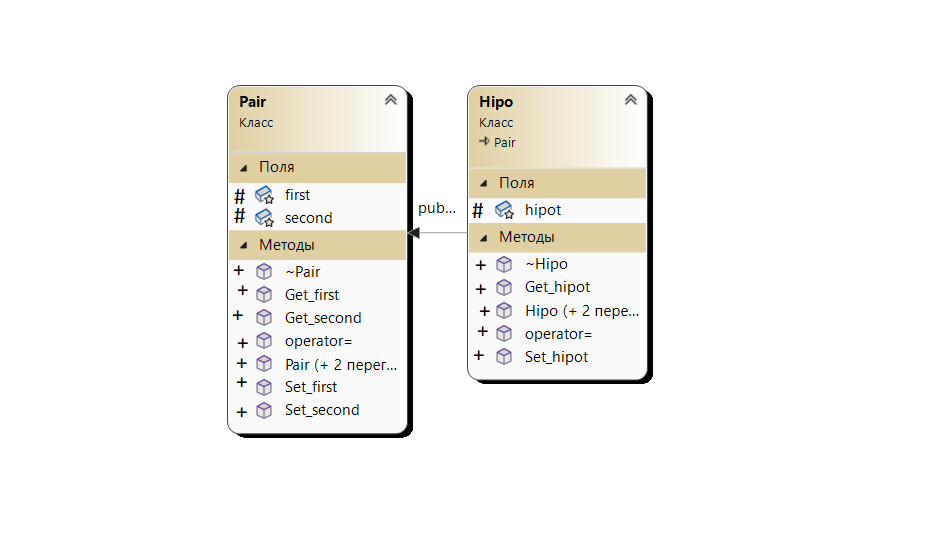 Pair
Класс
Поля
# first
# second
Методы
+ ~Pair
+ Get_first
+ Get_second
+ operator=
+ Pair (+ 2 перег...
+ Set_first
+ Set_second
pub...
Hipo
Класс
Pair
Поля
# hipot
Методы
+ ~Hipo
+ Get_hipot
+ Hipo (+ 2 пере...
+ operator=
+ Set_hipot